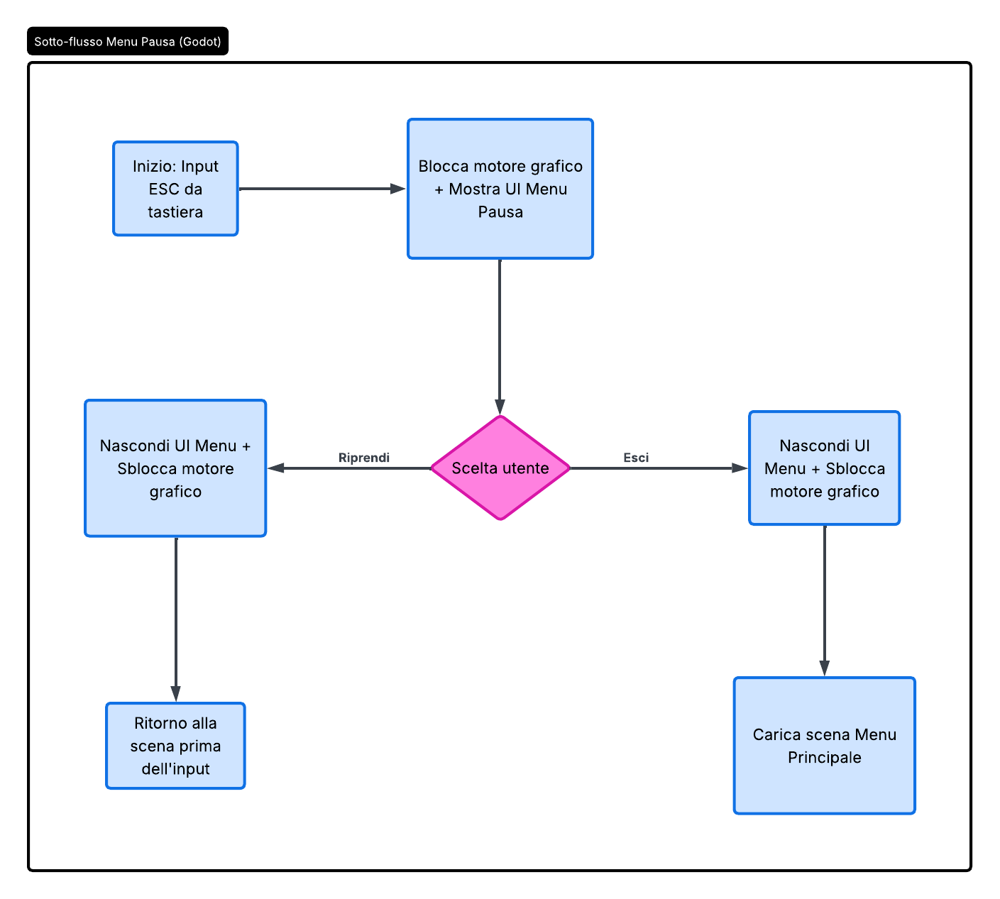 Sotto-flusso Menu Pausa (Godot)
Inizio: Input
ESC da
tastiera
Blocca motore grafico
+ Mostra UI Menu
Pausa
Nascondi UI Menu +
Sblocca motore
grafico
Riprendi
Scelta utente
Esci
Nascondi UI
Menu + Sblocca
motore grafico
Ritorno alla
scena prima
dell'input
Carica scena Menu
Principale